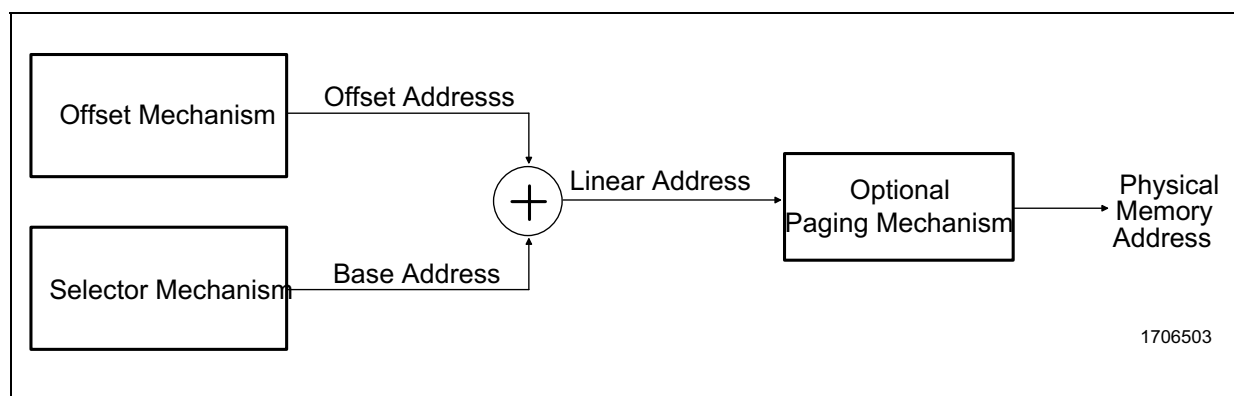 Offset Mechanism
Offset Addresss
Linear Address
Optional
Paging Mechanism
Physical
Memory
Address
Selector Mechanism
Base Address
1706503